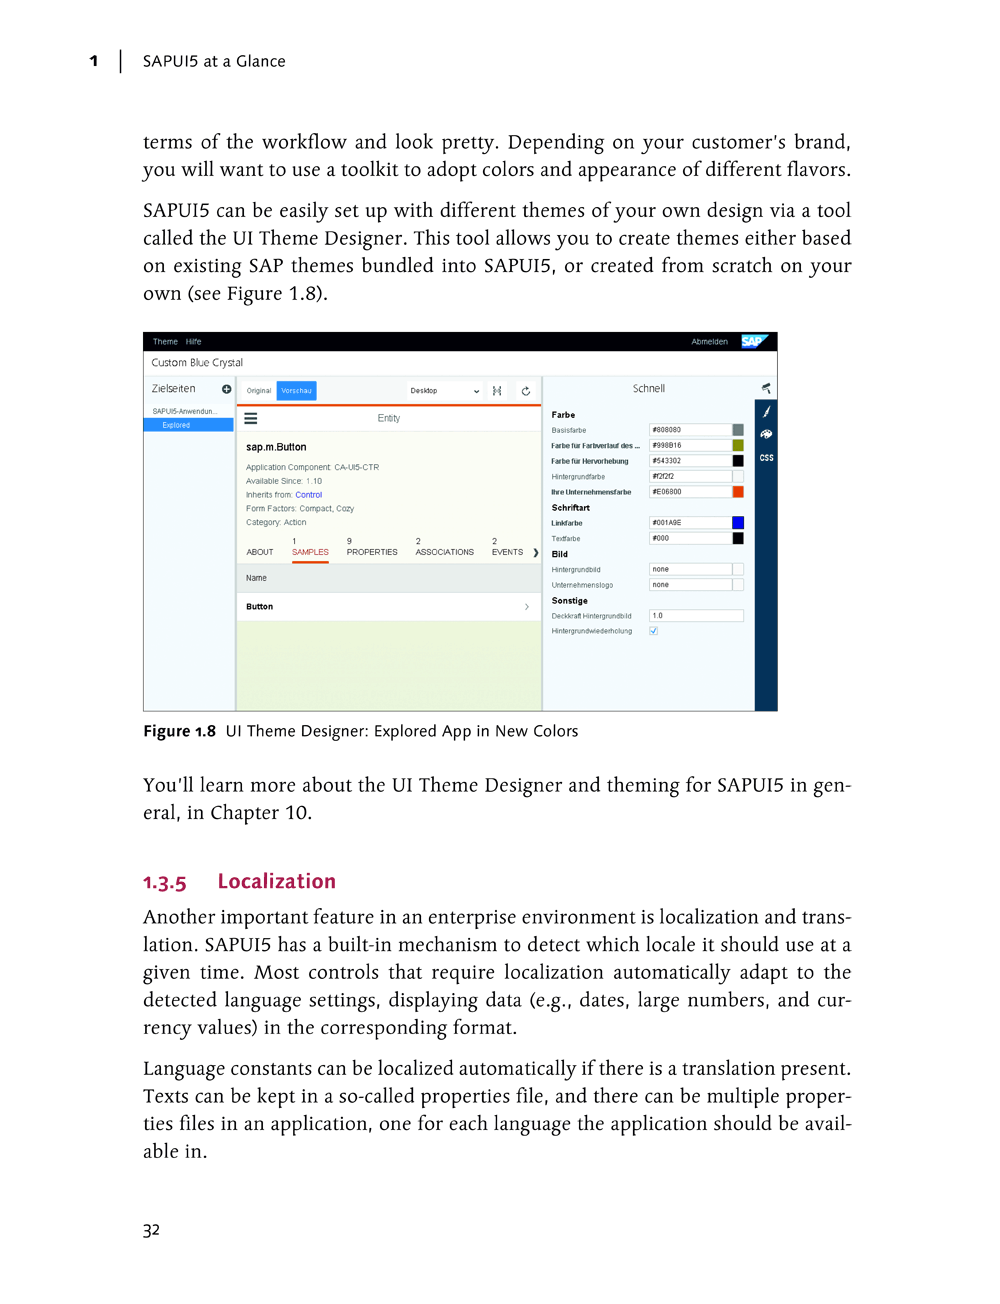 1 SAPUI5 at a Glance
terms of the workflow and look pretty. Depending on your customer's brand,
you will want to use a toolkit to adopt colors and appearance of different flavors.
SAPUI5 can be easily set up with different themes of your own design via a tool
called the UI Theme Designer. This tool allows you to create themes either based
on existing SAP themes bundled into SAPUI5, or created from scratch on your
own (see Figure 1.8).
Theme Hilfe Abmelden SAP
Custom Blue Crystal
Zielseiten Original Vorschau Desktop Schnell
SAPUI5-Anwendun...
Explored
Entity
sap.m.Button
Application Component: CA-UI5-CTR
Available Since: 1.10
Inherits from: Control
Form Factors: Compact, Cozy
Category: Action
1 9 2 2
ABOUT SAMPLES PROPERTIES ASSOCIATIONS EVENTS
Name
Button
Farbe
Basisfarbe #808080
Farbe für Farbverlauf des ... #998B16
Farbe für Hervorhebung #543302
Hintergrundfarbe #f2f2f2
Ihre Unternehmensfarbe #E06800
Schriftart
Linkfarbe #001A9E
Textfarbe #000
Bild
Hintergrundbild none
Unternehmenslogo none
Sonstige
Deckkraft Hintergrundbild 1.0
Hintergrundwiederholung
CSS
Figure 1.8 UI Theme Designer: Explored App in New Colors
You'll learn more about the UI Theme Designer and theming for SAPUI5 in gen-
eral, in Chapter 10.
1.3.5 Localization
Another important feature in an enterprise environment is localization and trans-
lation. SAPUI5 has a built-in mechanism to detect which locale it should use at a
given time. Most controls that require localization automatically adapt to the
detected language settings, displaying data (e.g., dates, large numbers, and cur-
rency values) in the corresponding format.
Language constants can be localized automatically if there is a translation present.
Texts can be kept in a so-called properties file, and there can be multiple proper-
ties files in an application, one for each language the application should be avail-
able in.
32